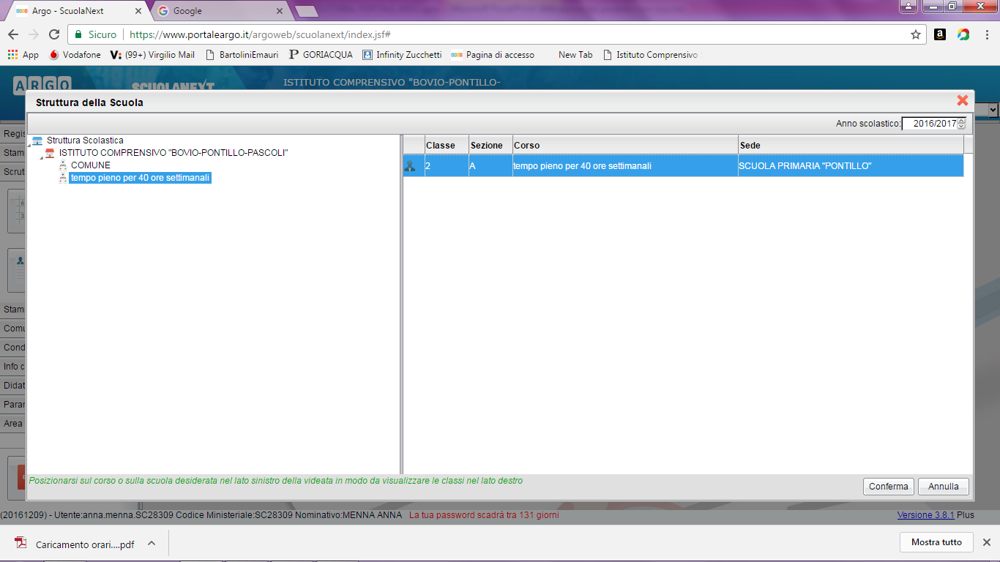 Argo - ScuolaNext
Google
Sicuro
https://www.portaleargo.it/argoweb/scuolanext/index.jsf#
App
Vodafone
V: (99+) Virgilio Mail
BartoliniEmauri
P GORIACQUA
Infinity Zucchetti
Pagina di accesso
New Tab
Istituto Comprensivo
ARGO
SCUOLANEXT
ISTITUTO COMPRENSIVO "BOVIO-PONTILLO-
Struttura della Scuola
Anno scolastico: 2016/2017
Struttura Scolastica
ISTITUTO COMPRENSIVO "BOVIO-PONTILLO-PASCOLI"
COMUNE
tempo pieno per 40 ore settimanali
Classe Sezione Corso Sede
2 A tempo pieno per 40 ore settimanali SCUOLA PRIMARIA "PONTILLO"
Regis
Stam
Scrut
Stam
Comu
Cond
Info c
Didat
Parar
Area
Posizionarsi sul corso o sulla scuola desiderata nel lato sinistro della videata in modo da visualizzare le classi nel lato destro
Conferma
Annulla
(20161209) - Utente:anna.menna.SC28309 Codice Ministeriale:SC28309 Nominativo:MENNA ANNA La tua password scadrà tra 131 giorni
Versione 3.8.1 Plus
Caricamento orari....pdf
Mostra tutto